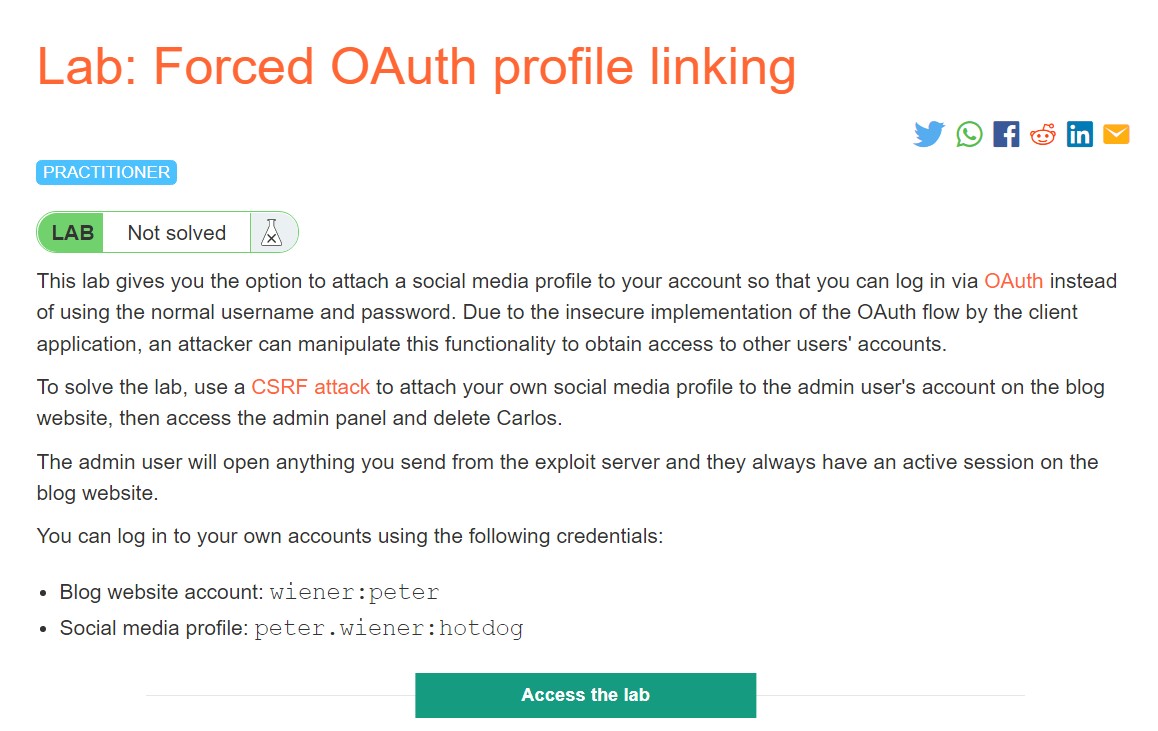 Lab: Forced OAuth profile linking
PRACTITIONER
LAB Not solved
This lab gives you the option to attach a social media profile to your account so that you can log in via OAuth instead
of using the normal username and password. Due to the insecure implementation of the OAuth flow by the client
application, an attacker can manipulate this functionality to obtain access to other users' accounts.
To solve the lab, use a CSRF attack to attach your own social media profile to the admin user's account on the blog
website, then access the admin panel and delete Carlos.
The admin user will open anything you send from the exploit server and they always have an active session on the
blog website.
You can log in to your own accounts using the following credentials:
• Blog website account: wiener:peter
• Social media profile: peter.wiener:hotdog
Access the lab